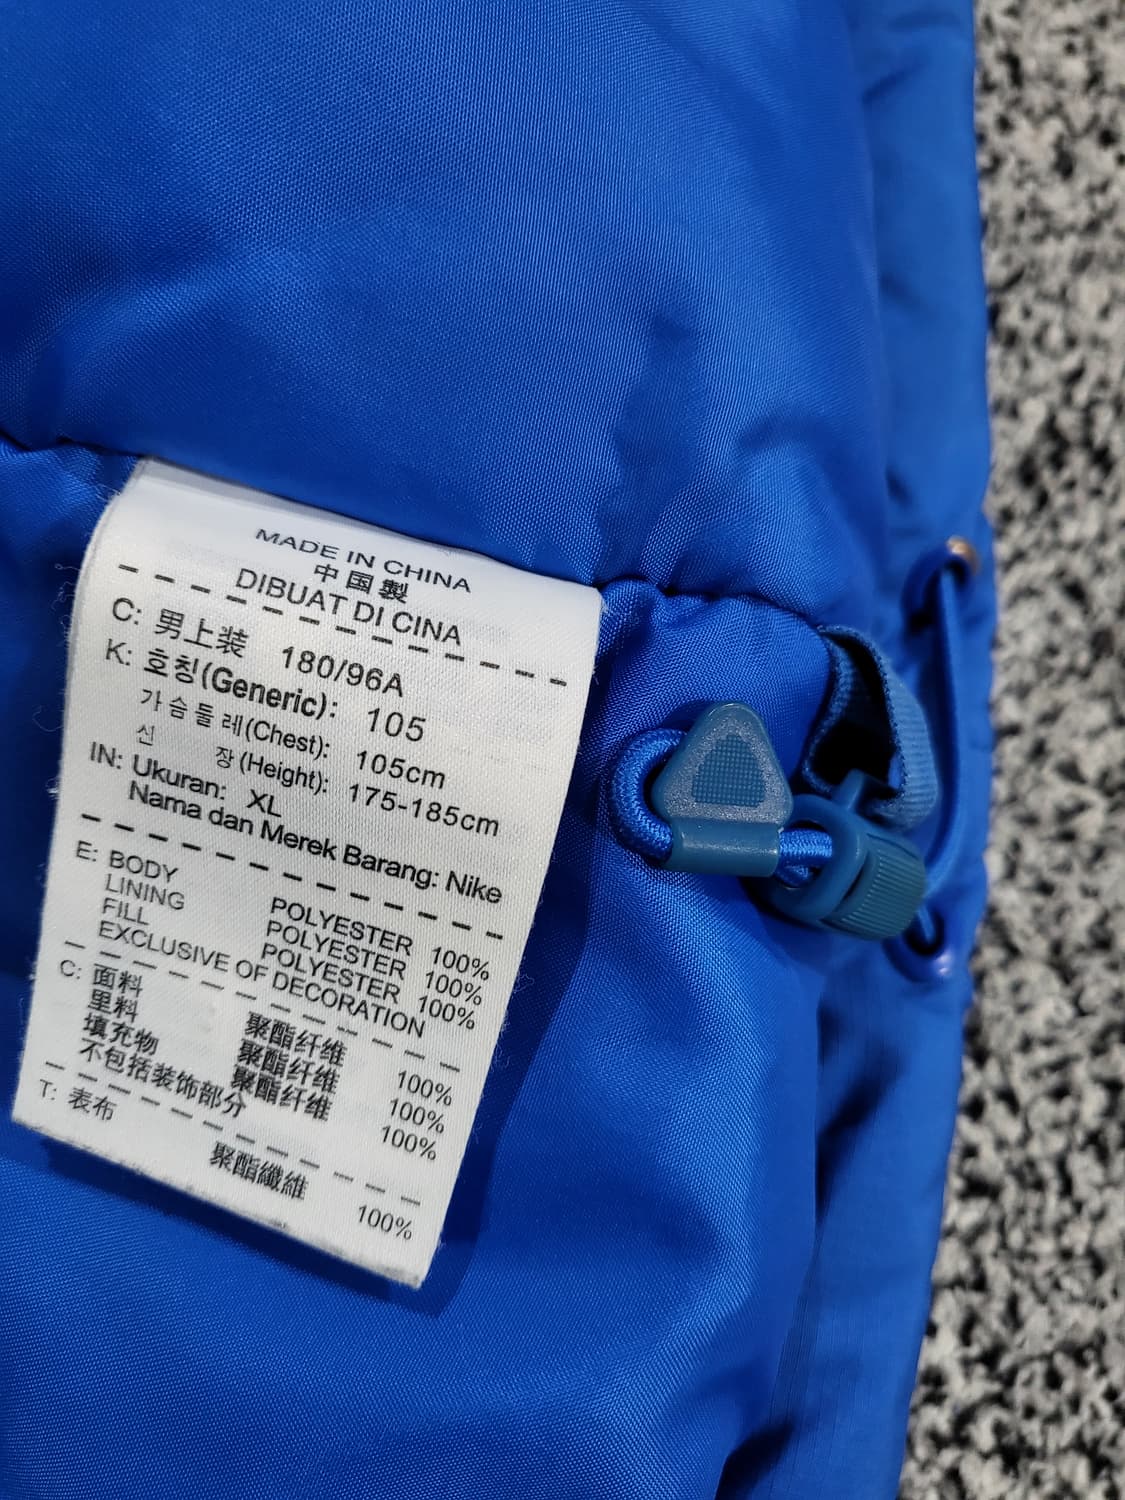 MADE IN CHINA
中国製
DIBUAT DI CINA
C: 男上装 180/96A
K: 호칭(Generic): 105
가슴둘레(Chest): 105cm
신 장(Height): 175-185cm
IN: Ukuran: XL
Nama dan Merek Barang: Nike
E: BODY POLYESTER 100%
LINING POLYESTER 100%
FILL POLYESTER 100%
EXCLUSIVE OF DECORATION
C: 面料 聚酯纤维 100%
里料 聚酯纤维 100%
填充物 聚酯纤维 100%
不包括装饰部分
T: 表布 聚酯纖維 100%